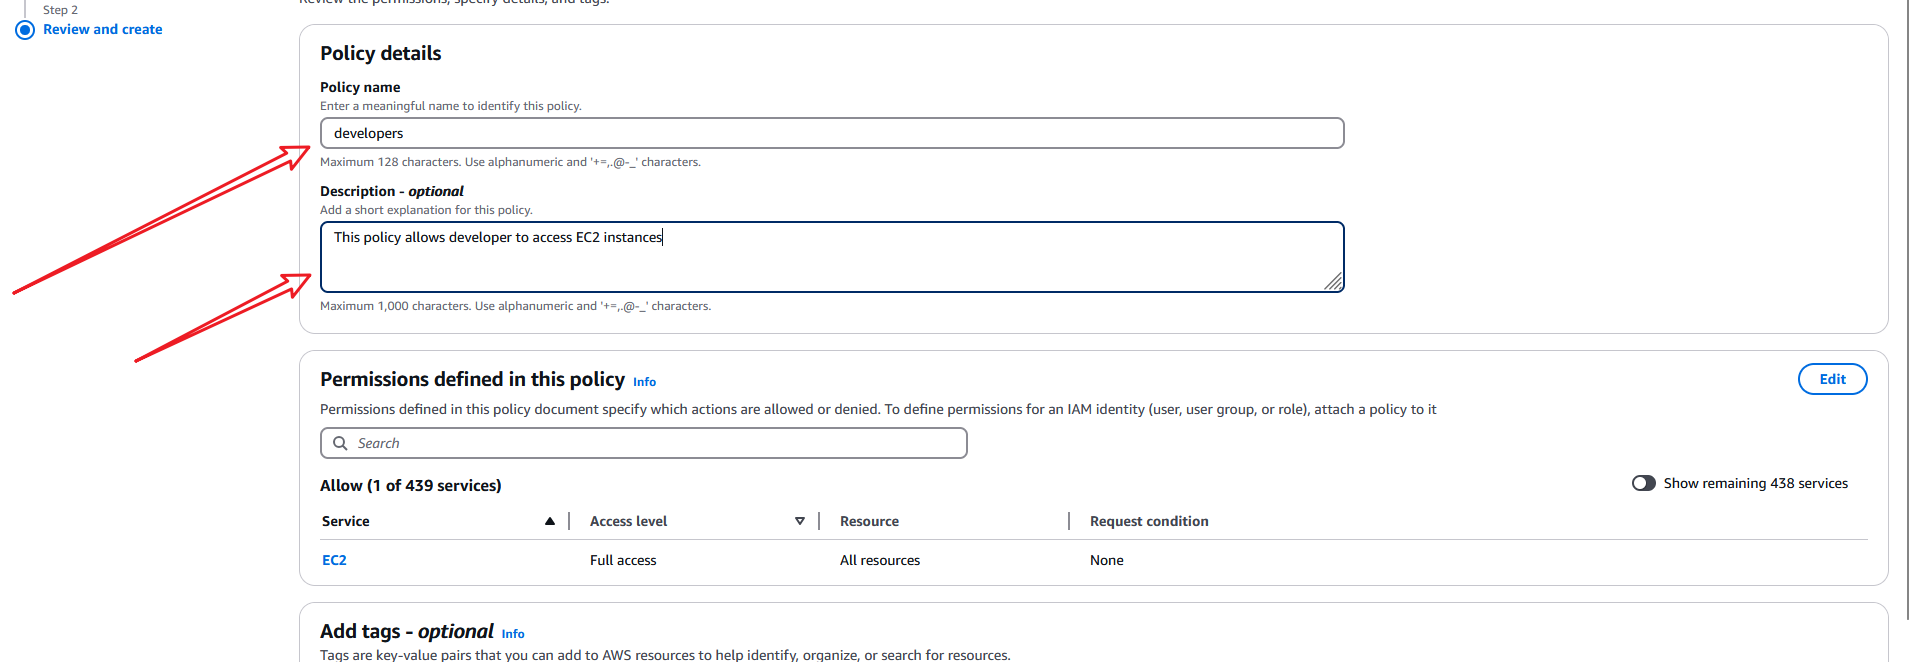 Step 2
Review the permissions, specify details, and tags.
Review and create
Policy details
Policy name
Enter a meaningful name to identify this policy.
developers
Maximum 128 characters. Use alphanumeric and '+=,.@-_' characters.
Description - optional
Add a short explanation for this policy.
This policy allows developer to access EC2 instances
Maximum 1,000 characters. Use alphanumeric and '+=,.@-_' characters.
Permissions defined in this policy Info
Edit
Permissions defined in this policy document specify which actions are allowed or denied. To define permissions for an IAM identity (user, user group, or role), attach a policy to it
Search
Allow (1 of 439 services)
Show remaining 438 services
Service Access level Resource Request condition
EC2 Full access All resources None
Add tags - optional Info
Tags are key-value pairs that you can add to AWS resources to help identify, organize, or search for resources.